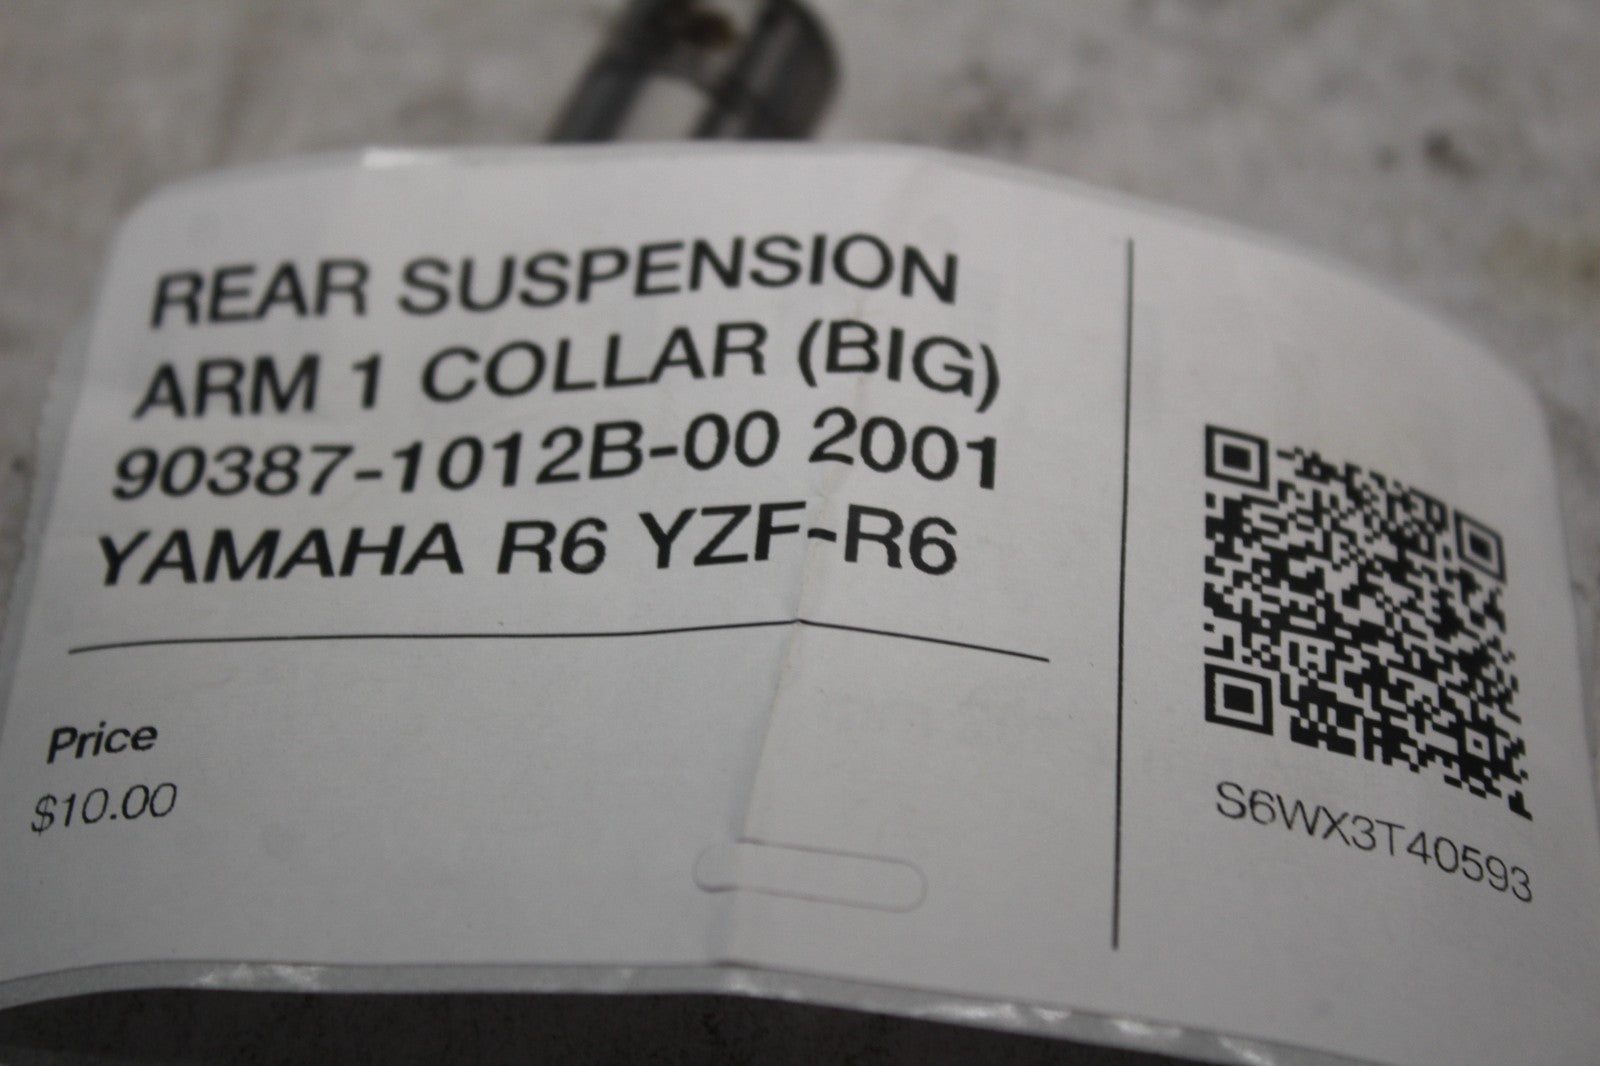 REAR SUSPENSION
ARM 1 COLLAR (BIG)
90387-1012B-00 2001
YAMAHA R6 YZF-R6
Price
$10.00
S6WX3T40593